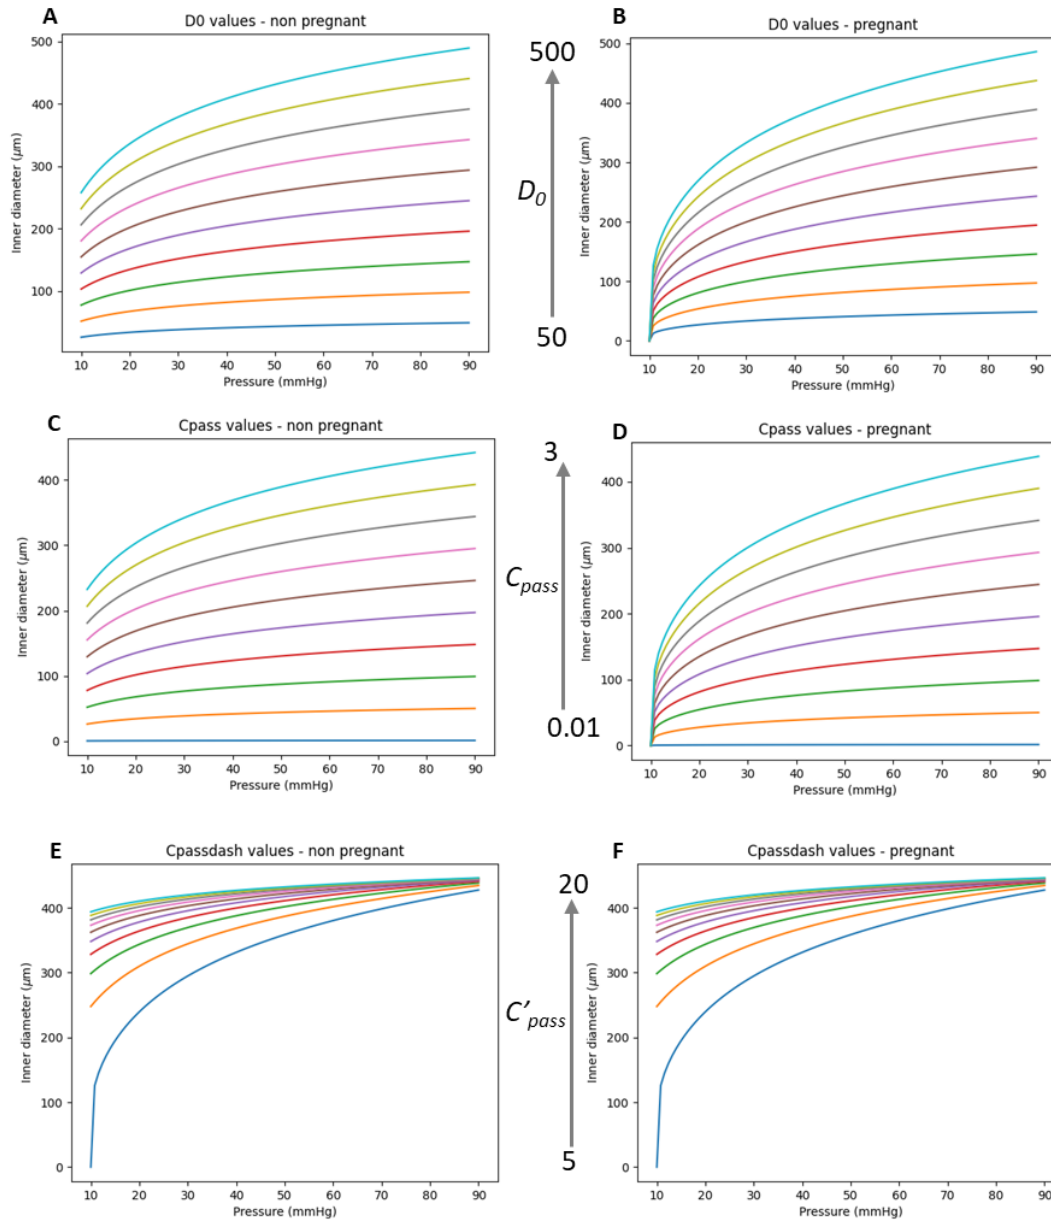 A
D0 values - non pregnant
500
400
300
200
100
Inner diameter (μm)
10 20 30 40 50 60 70 80 90
Pressure (mmHg)
500
D0
50
B
D0 values - pregnant
500
400
300
200
100
0
Inner diameter (μm)
10 20 30 40 50 60 70 80 90
Pressure (mmHg)
C
Cpass values - non pregnant
400
300
200
100
0
Inner diameter (μm)
10 20 30 40 50 60 70 80 90
Pressure (mmHg)
3
Cpass
0.01
D
Cpass values - pregnant
400
300
200
100
0
Inner diameter (μm)
10 20 30 40 50 60 70 80 90
Pressure (mmHg)
E
Cpassdash values - non pregnant
400
300
200
100
0
Inner diameter (μm)
10 20 30 40 50 60 70 80 90
Pressure (mmHg)
20
C'pass
5
F
Cpassdash values - pregnant
400
300
200
100
0
Inner diameter (μm)
10 20 30 40 50 60 70 80 90
Pressure (mmHg)